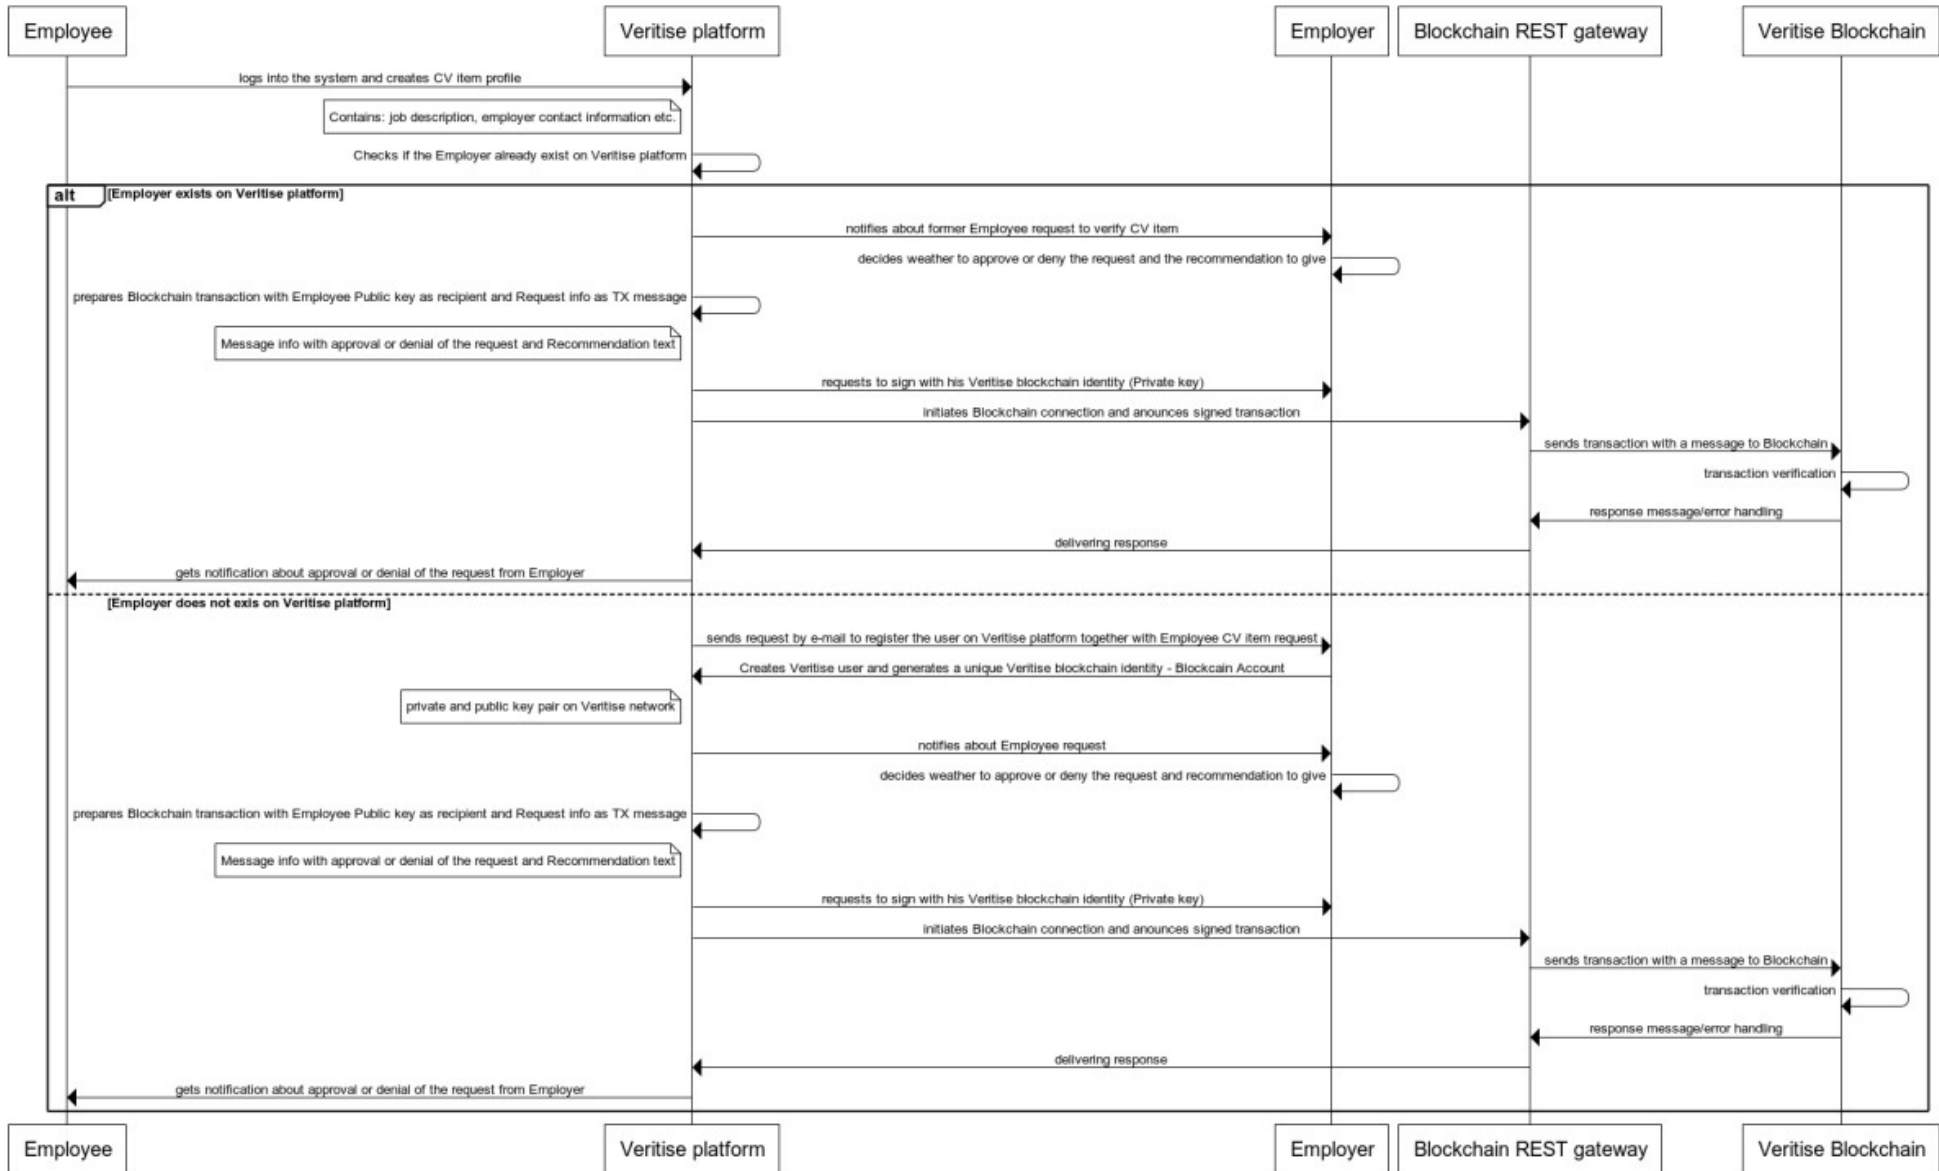 Employee
Veritise platform
Employer
Blockchain REST gateway
Veritise Blockchain
logs into the system and creates CV item profile
Contains: job description, employer contact information etc.
Checks if the Employer already exist on Veritise platform
alt
[Employer exists on Veritise platform]
notifies about former Employee request to verify CV item
decides weather to approve or deny the request and the recommendation to give
prepares Blockchain transaction with Employee Public key as recipient and Request info as TX message
Message info with approval or denial of the request and Recommendation text
requests to sign with his Veritise blockchain identity (Private key)
initiates Blockchain connection and anounces signed transaction
sends transaction with a message to Blockchain
transaction verification
response message/error handling
delivering response
gets notification about approval or denial of the request from Employer
[Employer does not exis on Veritise platform]
sends request by e-mail to register the user on Veritise platform together with Employee CV item request
Creates Veritise user and generates a unique Veritise blockchain identity - Blockcain Account
private and public key pair on Veritise network
notifies about Employee request
decides weather to approve or deny the request and recommendation to give
prepares Blockchain transaction with Employee Public key as recipient and Request info as TX message
Message info with approval or denial of the request and Recommendation text
requests to sign with his Veritise blockchain identity (Private key)
initiates Blockchain connection and anounces signed transaction
sends transaction with a message to Blockchain
transaction verification
response message/error handling
delivering response
gets notification about approval or denial of the request from Employer
Employee
Veritise platform
Employer
Blockchain REST gateway
Veritise Blockchain